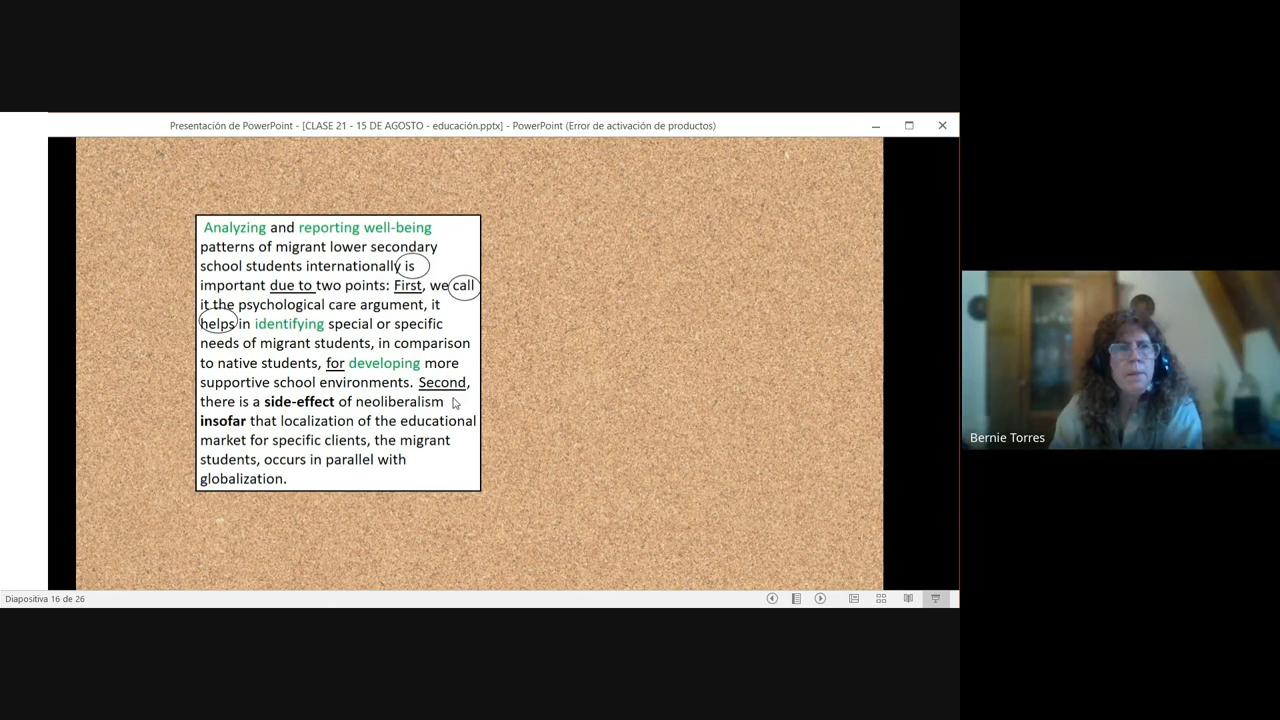 Presentación de PowerPoint - [CLASE 21 - 15 DE AGOSTO - educación.pptx] - PowerPoint (Error de activación de productos)
Analyzing and reporting well-being
patterns of migrant lower secondary
school students internationally is
important due to two points: First, we call
it the psychological care argument, it
helps in identifying special or specific
needs of migrant students, in comparison
to native students, for developing more
supportive school environments. Second,
there is a side-effect of neoliberalism
insofar that localization of the educational
market for specific clients, the migrant
students, occurs in parallel with
globalization.
Bernie Torres
Diapositiva 16 de 26